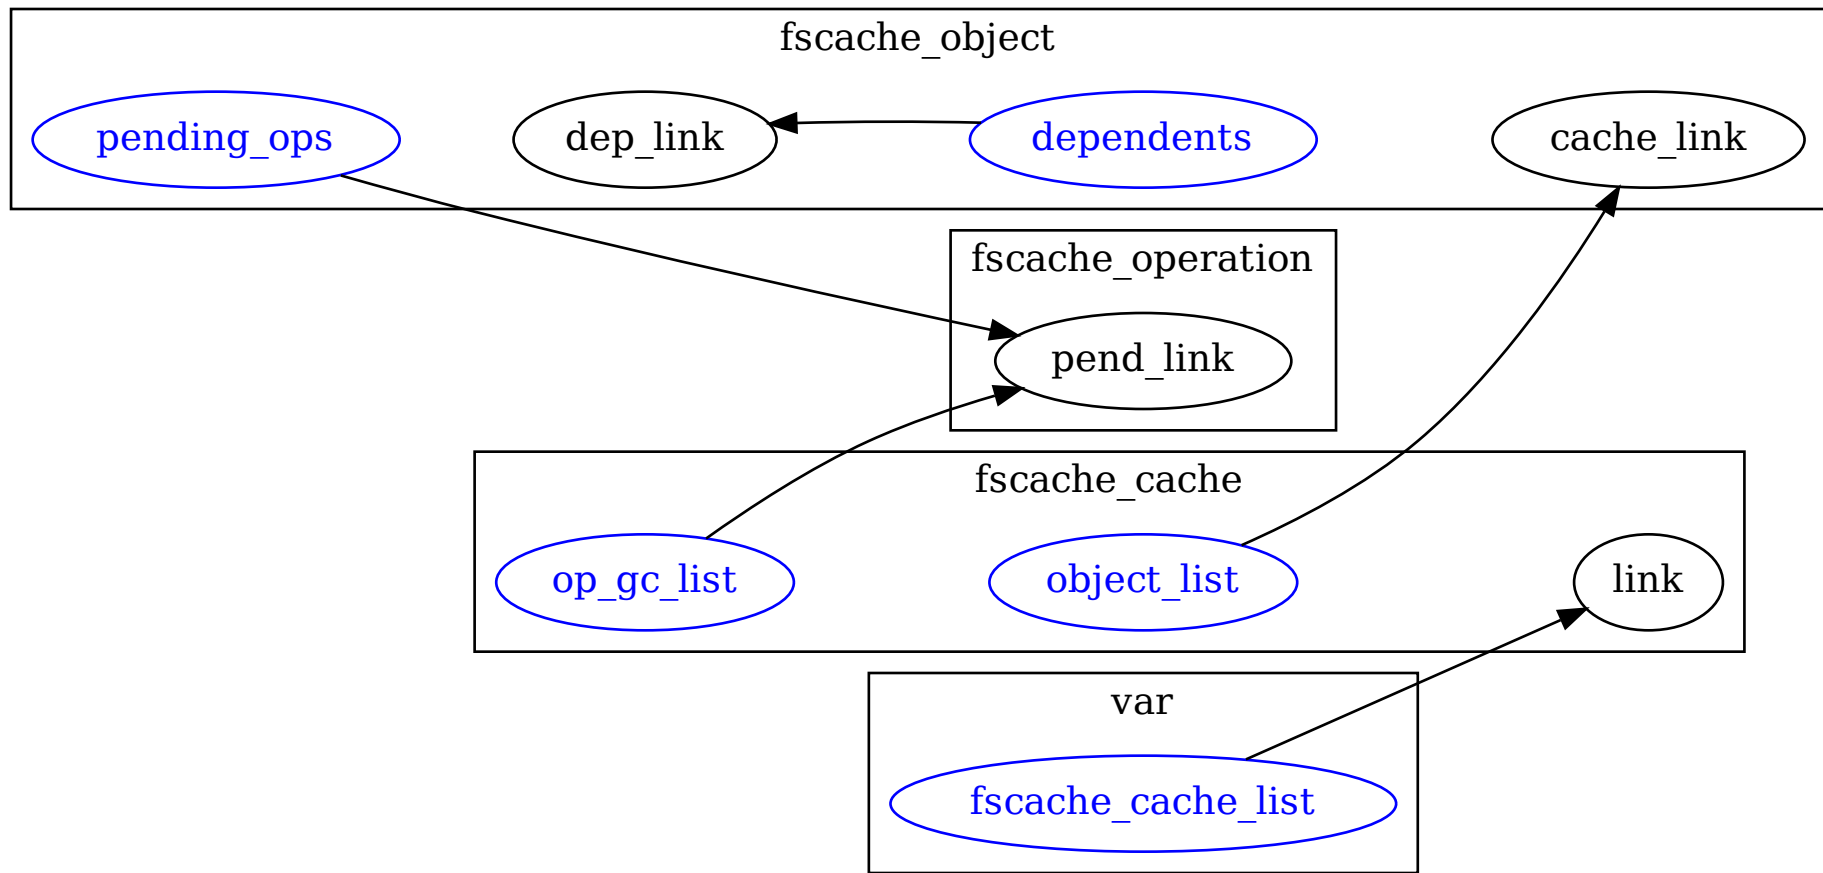 fscache_object
pending_ops
dep_link
dependents
cache_link
fscache_operation
pend_link
fscache_cache
op_gc_list
object_list
link
var
fscache_cache_list